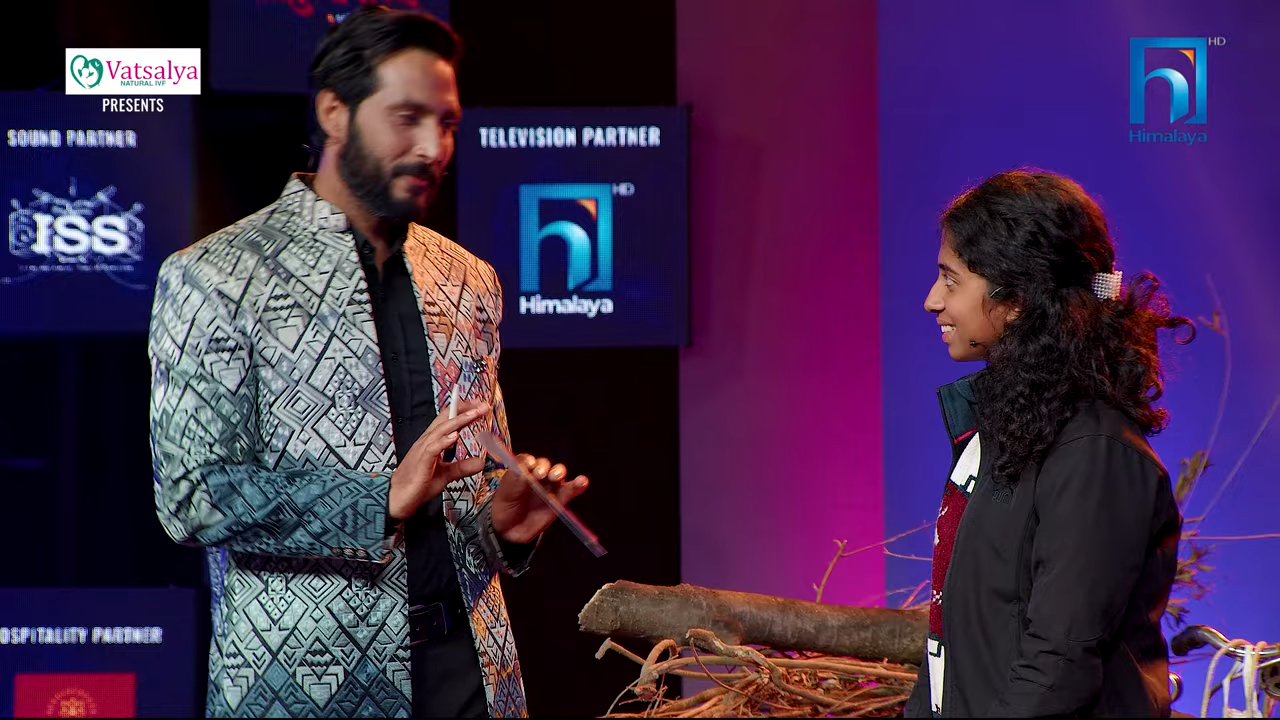 Vatsalya
NATURAL IVF
PRESENTS
HD
Himalaya
SOUND PARTNER
ISS
TELEVISION PARTNER
HD
Himalaya
OSPITALITY PARTNER